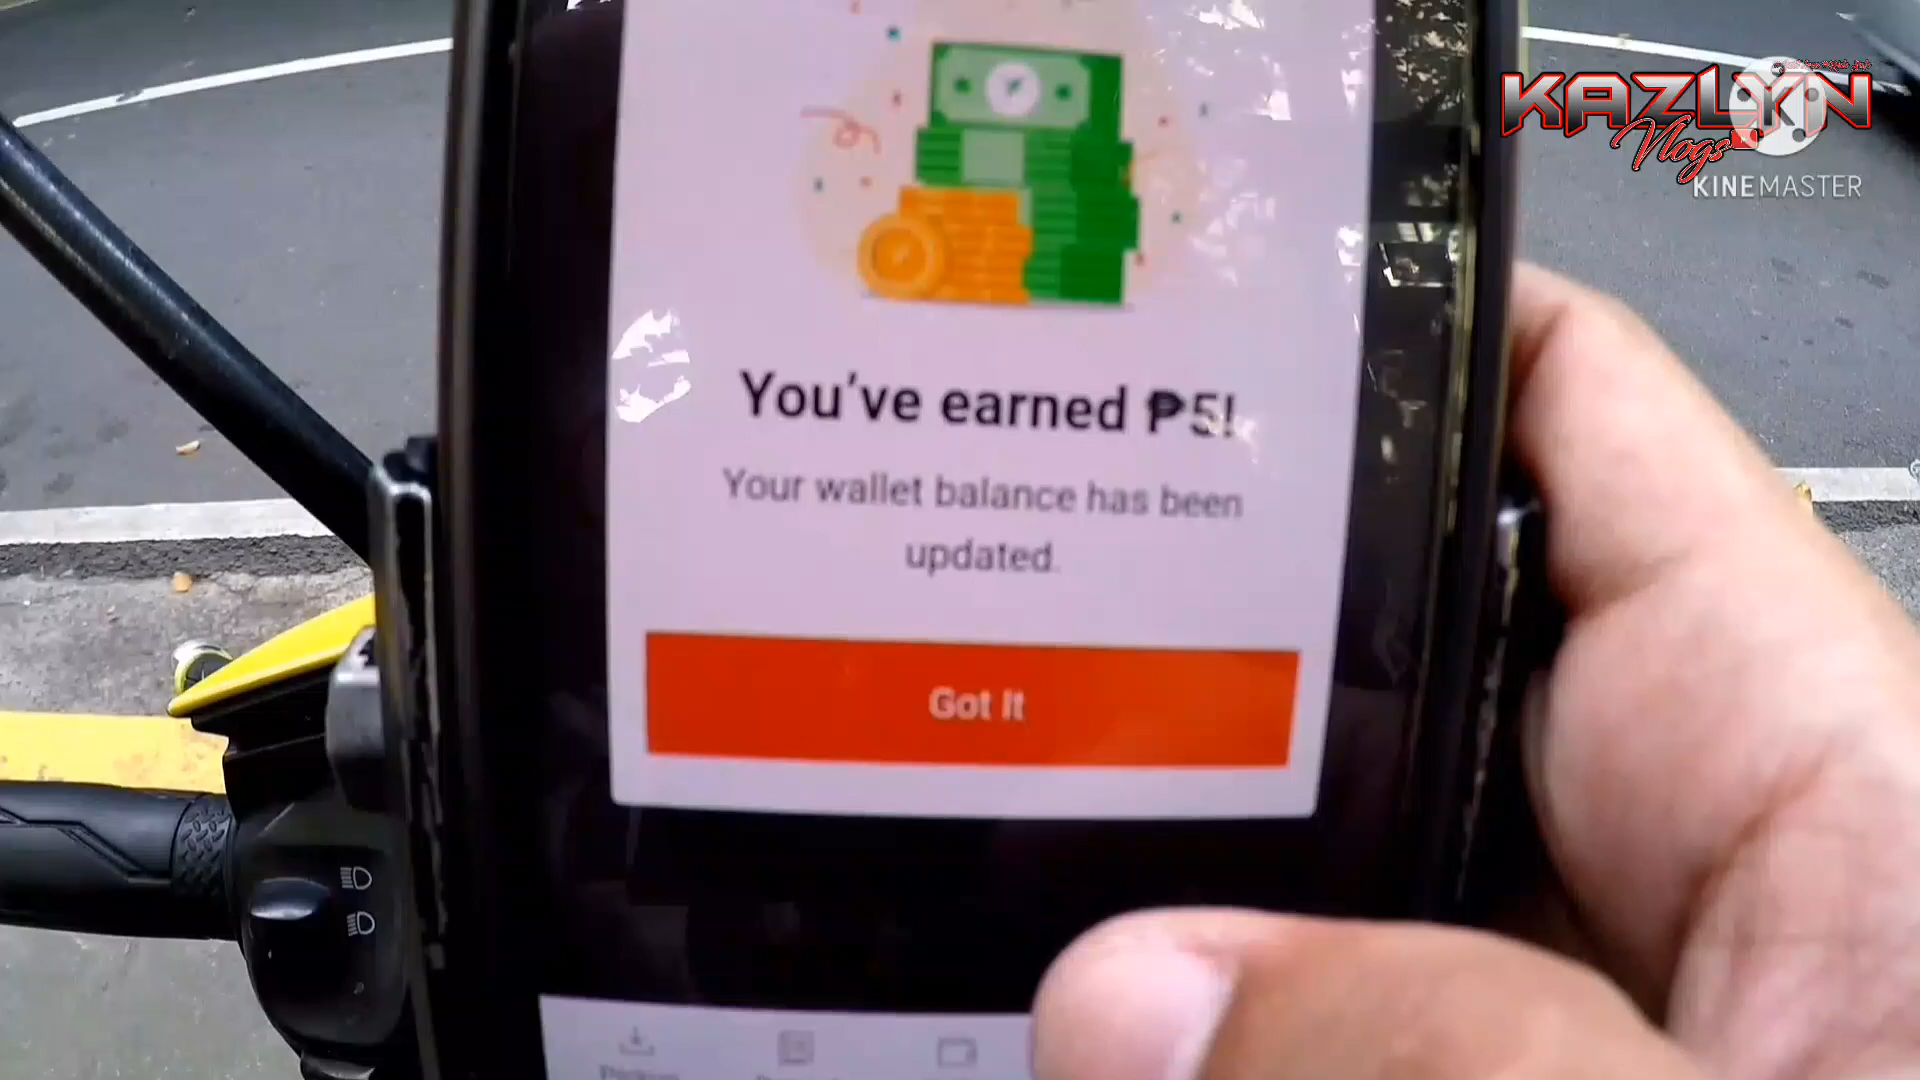 KAZLYN
Vlogs
KINEMASTER
You've earned ₱5!
Your wallet balance has been
updated.
Got It